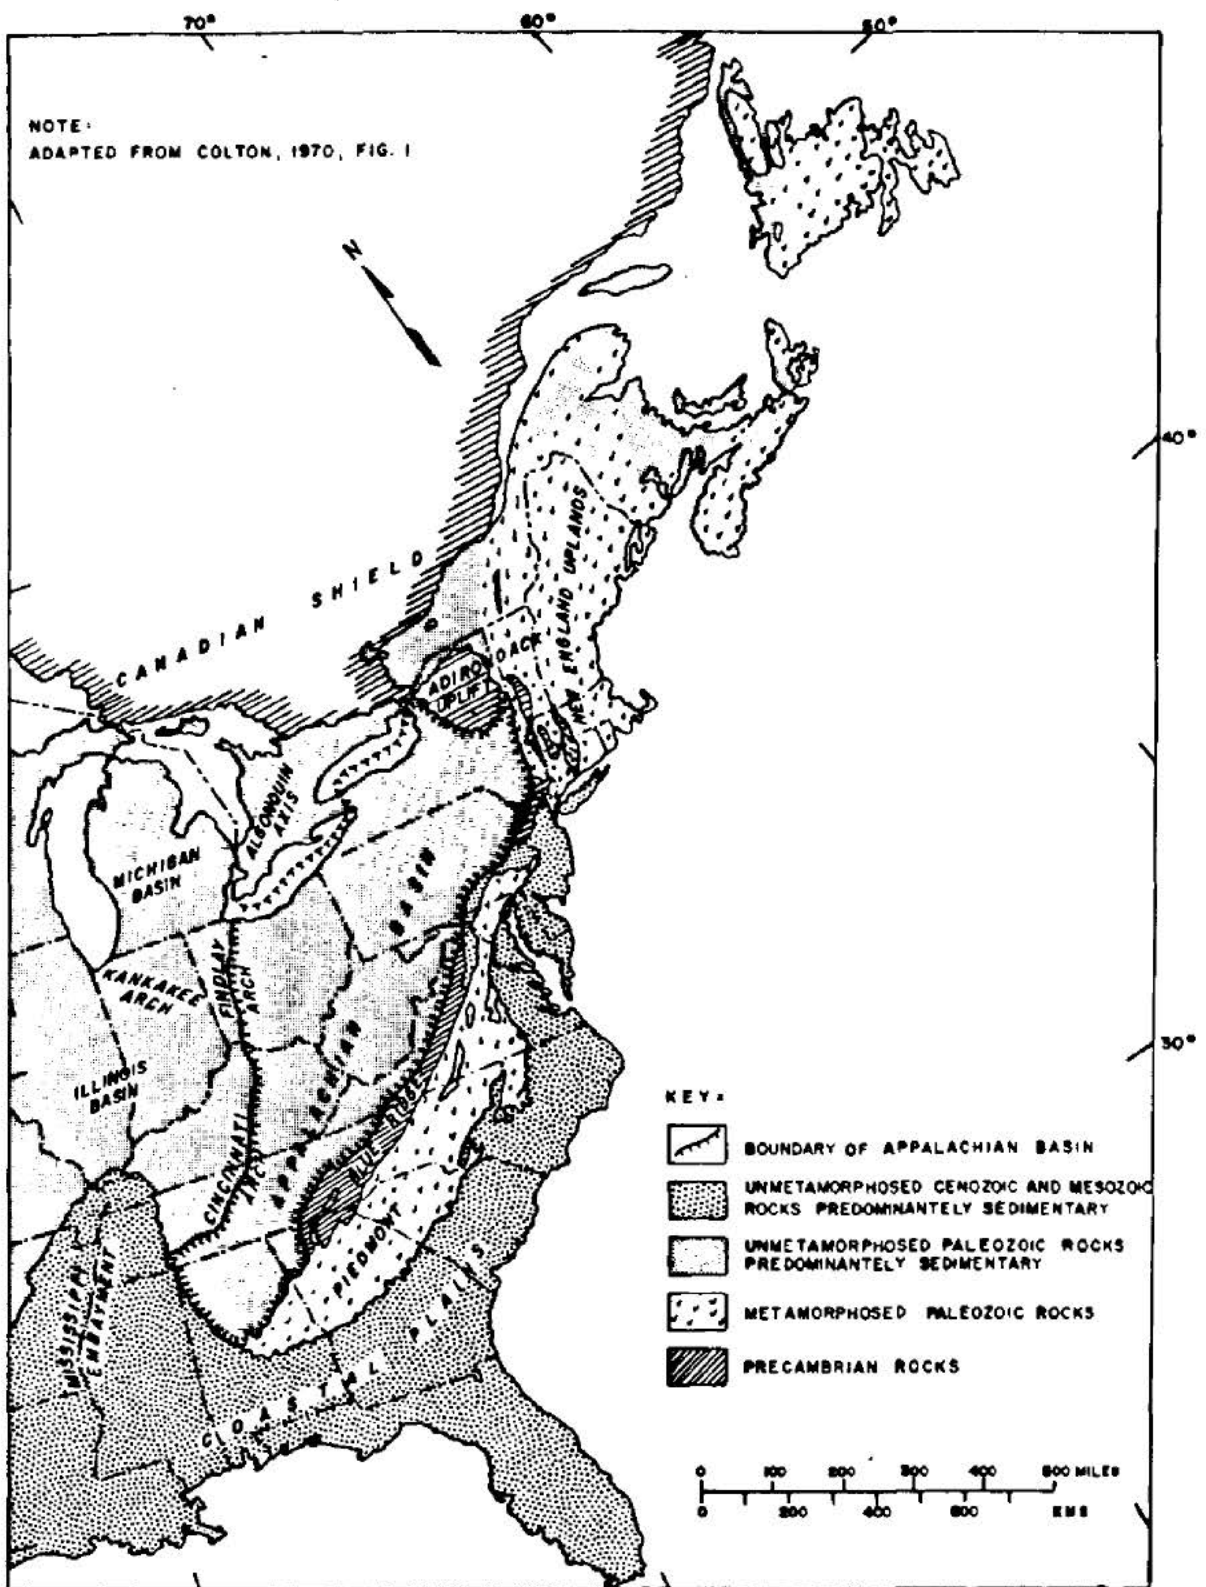 70°
60°
50°
NOTE:
ADAPTED FROM COLTON, 1970, FIG. 1
N
40°
CANADIAN SHIELD
NEW ENGLAND UPLANDS
ADIRONDACK
UPLIFT
ALGONQUIN
AXIS
MICHIGAN
BASIN
APPALACHIAN BASIN
KANKAKEE
ARCH
FINDLAY
ARCH
30°
ILLINOIS
BASIN
BLUE RIDGE
CINCINNATI
ARCH
PIEDMONT
MISSISSIPPI
EMBAYMENT
COASTAL PLAINS
KEY:
BOUNDARY OF APPALACHIAN BASIN
UNMETAMORPHOSED CENOZOIC AND MESOZOIC
ROCKS PREDOMINANTELY SEDIMENTARY
UNMETAMORPHOSED PALEOZOIC ROCKS
PREDOMINANTELY SEDIMENTARY
METAMORPHOSED PALEOZOIC ROCKS
PRECAMBRIAN ROCKS
0 100 200 300 400 500 MILES
0 200 400 600 KMS